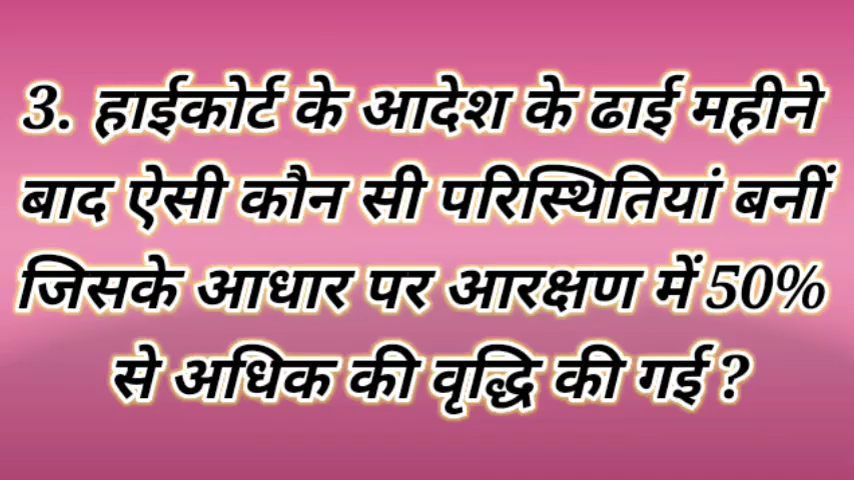 3. हाईकोर्ट के आदेश के ढाई महीने
बाद ऐसी कौन सी परिस्थितियां बनीं
जिसके आधार पर आरक्षण में 50%
से अधिक की वृद्धि की गई ?